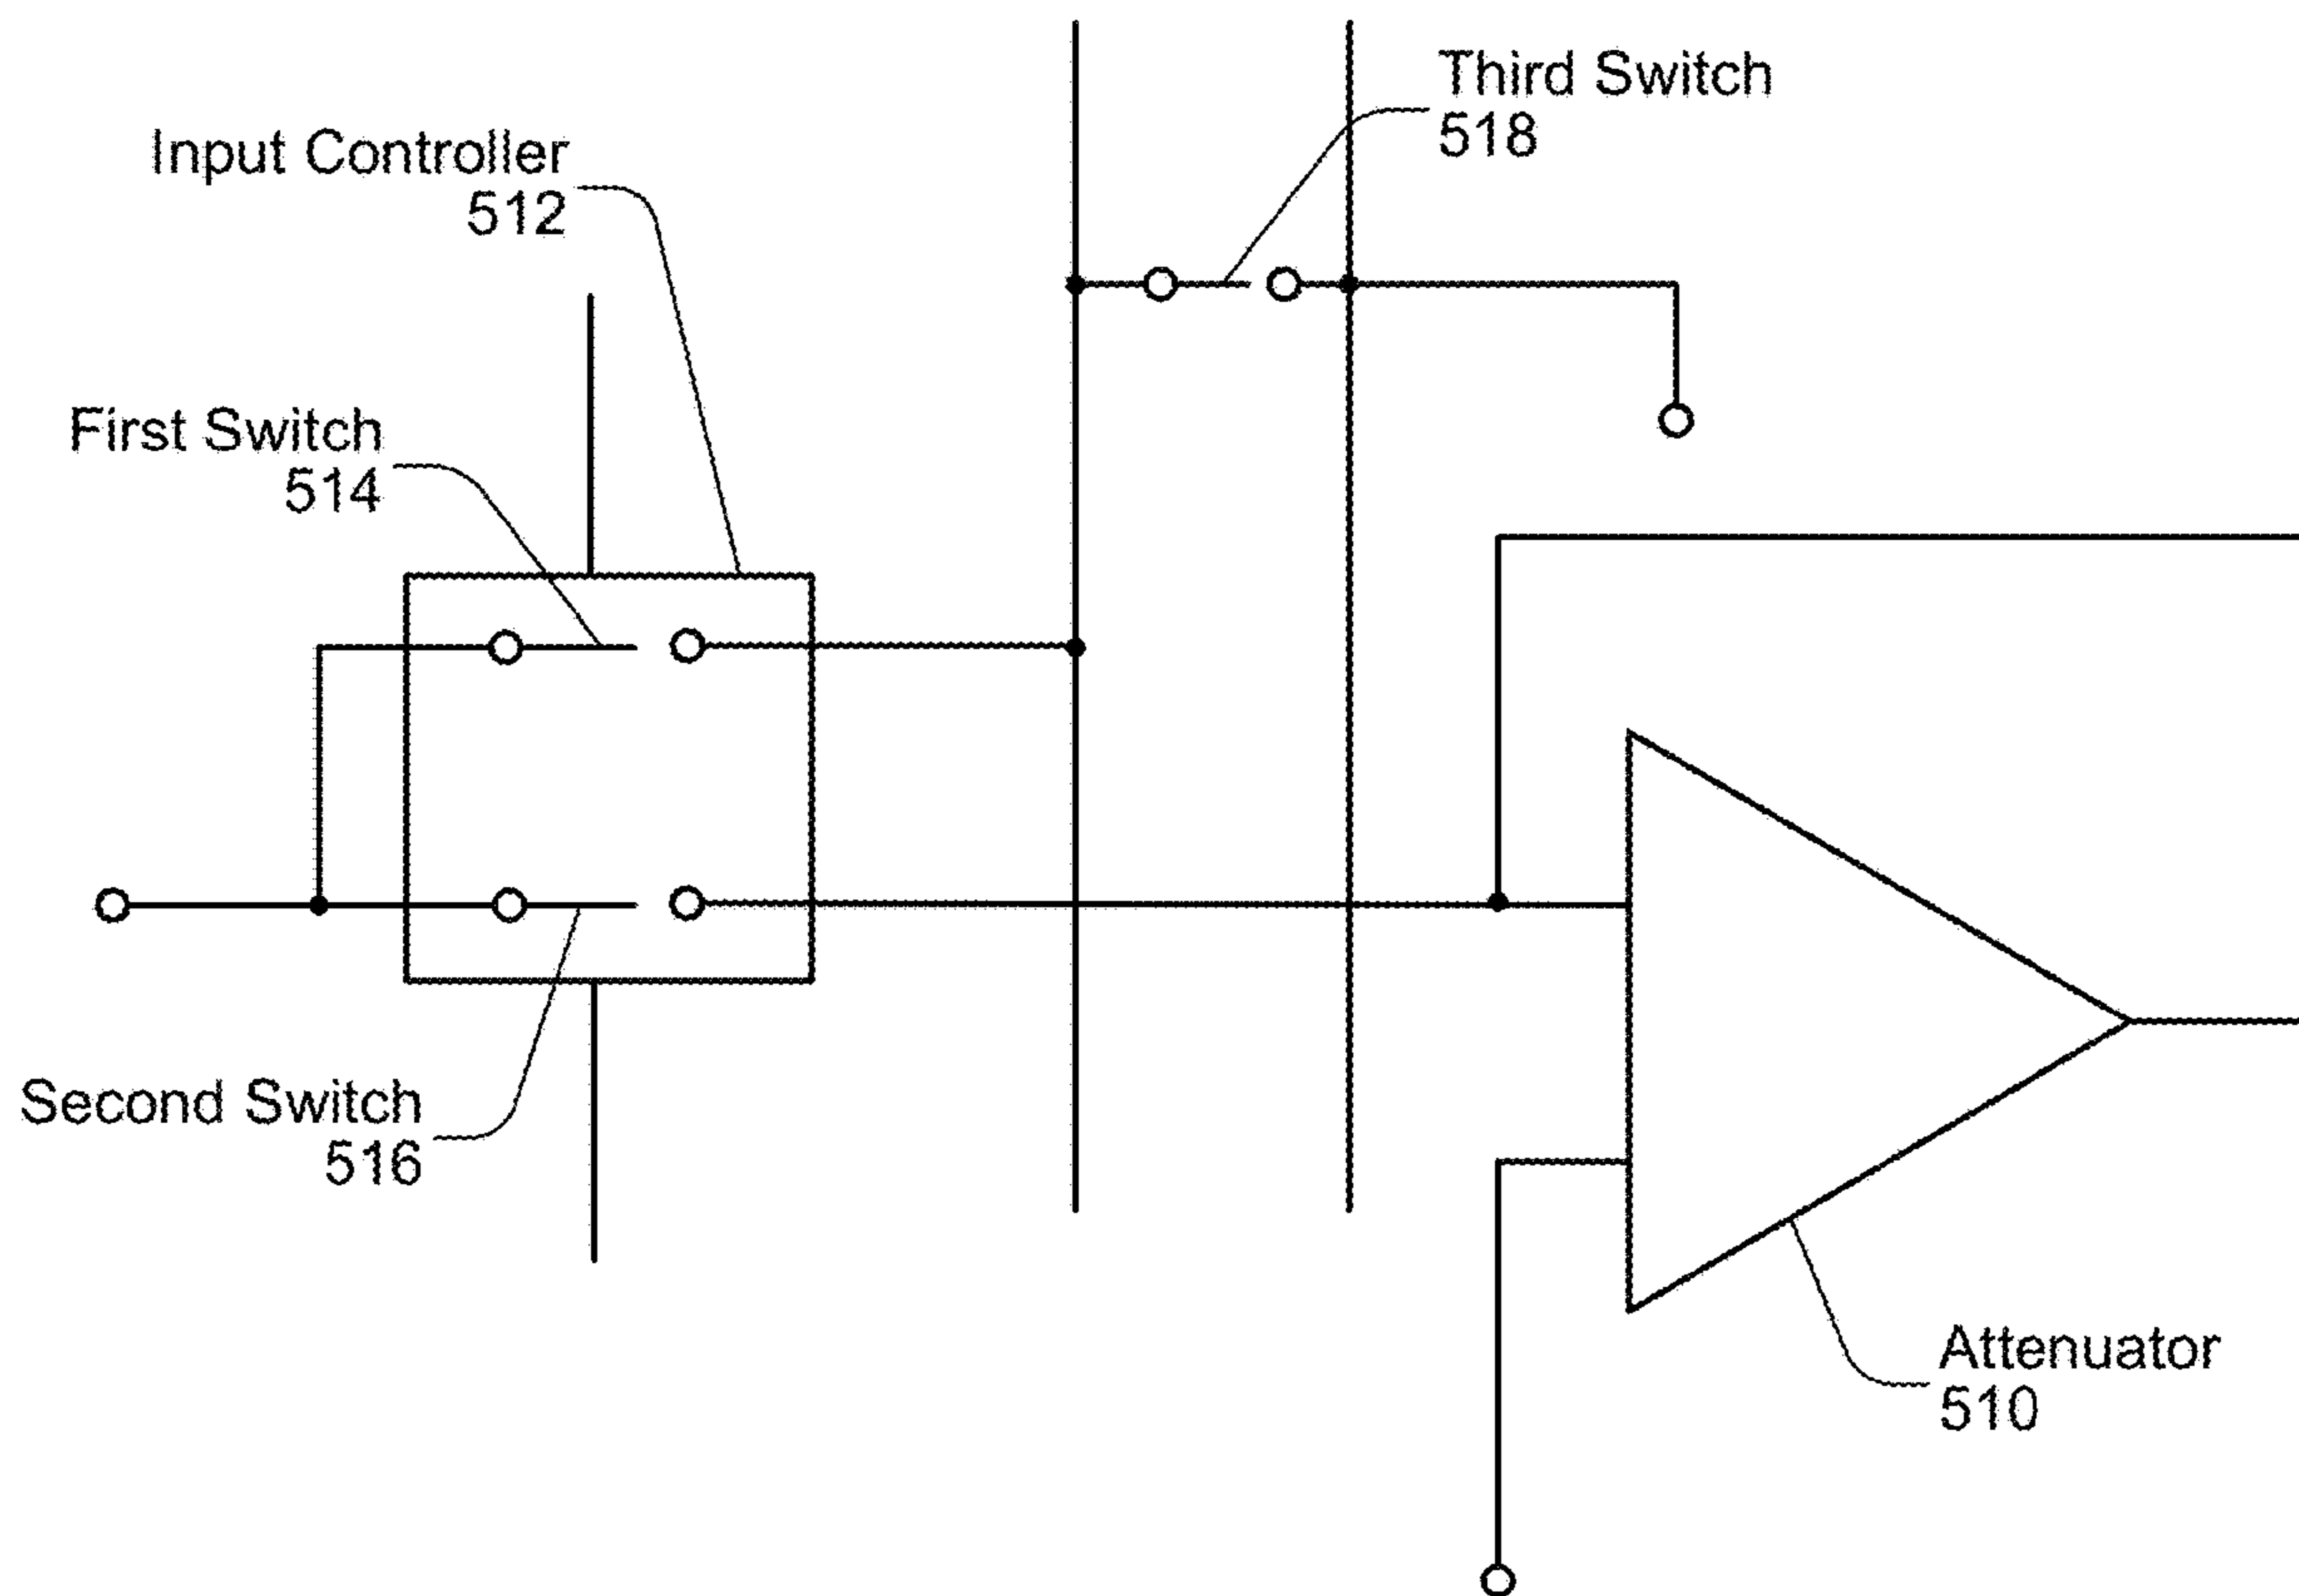 Third Switch
518
Input Controller
512
First Switch
514
Second Switch
516
Attenuator
510